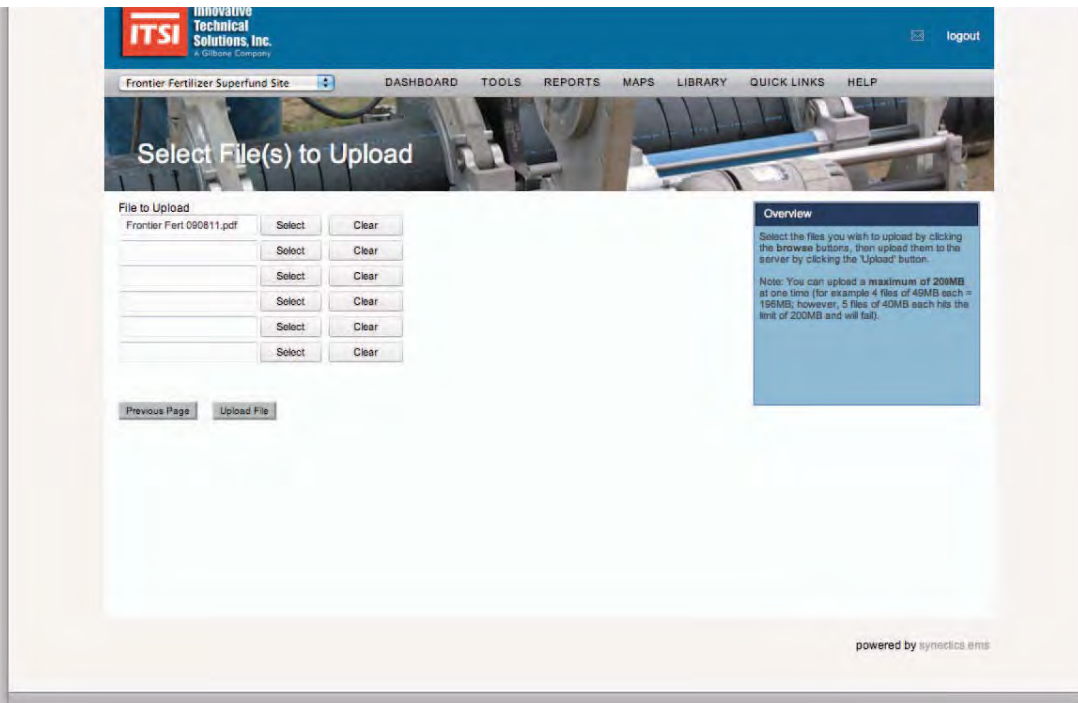 Innovative
ITSI
Technical
Solutions, Inc.
A Gilbane Company
logout
Frontier Fertilizer Superfund Site
DASHBOARD TOOLS REPORTS MAPS LIBRARY QUICK LINKS HELP
Select File(s) to Upload
File to Upload
Frontier Fert 090811.pdf Select Clear
Select Clear
Select Clear
Select Clear
Select Clear
Select Clear
Previous Page Upload File
Overview
Select the files you wish to upload by clicking
the browse buttons, then upload them to the
server by clicking the 'Upload' button.
Note: You can upload a maximum of 200MB
at one time (for example 4 files of 49MB each =
196MB; however, 5 files of 40MB each hits the
limit of 200MB and will fail).
powered by synectics ems